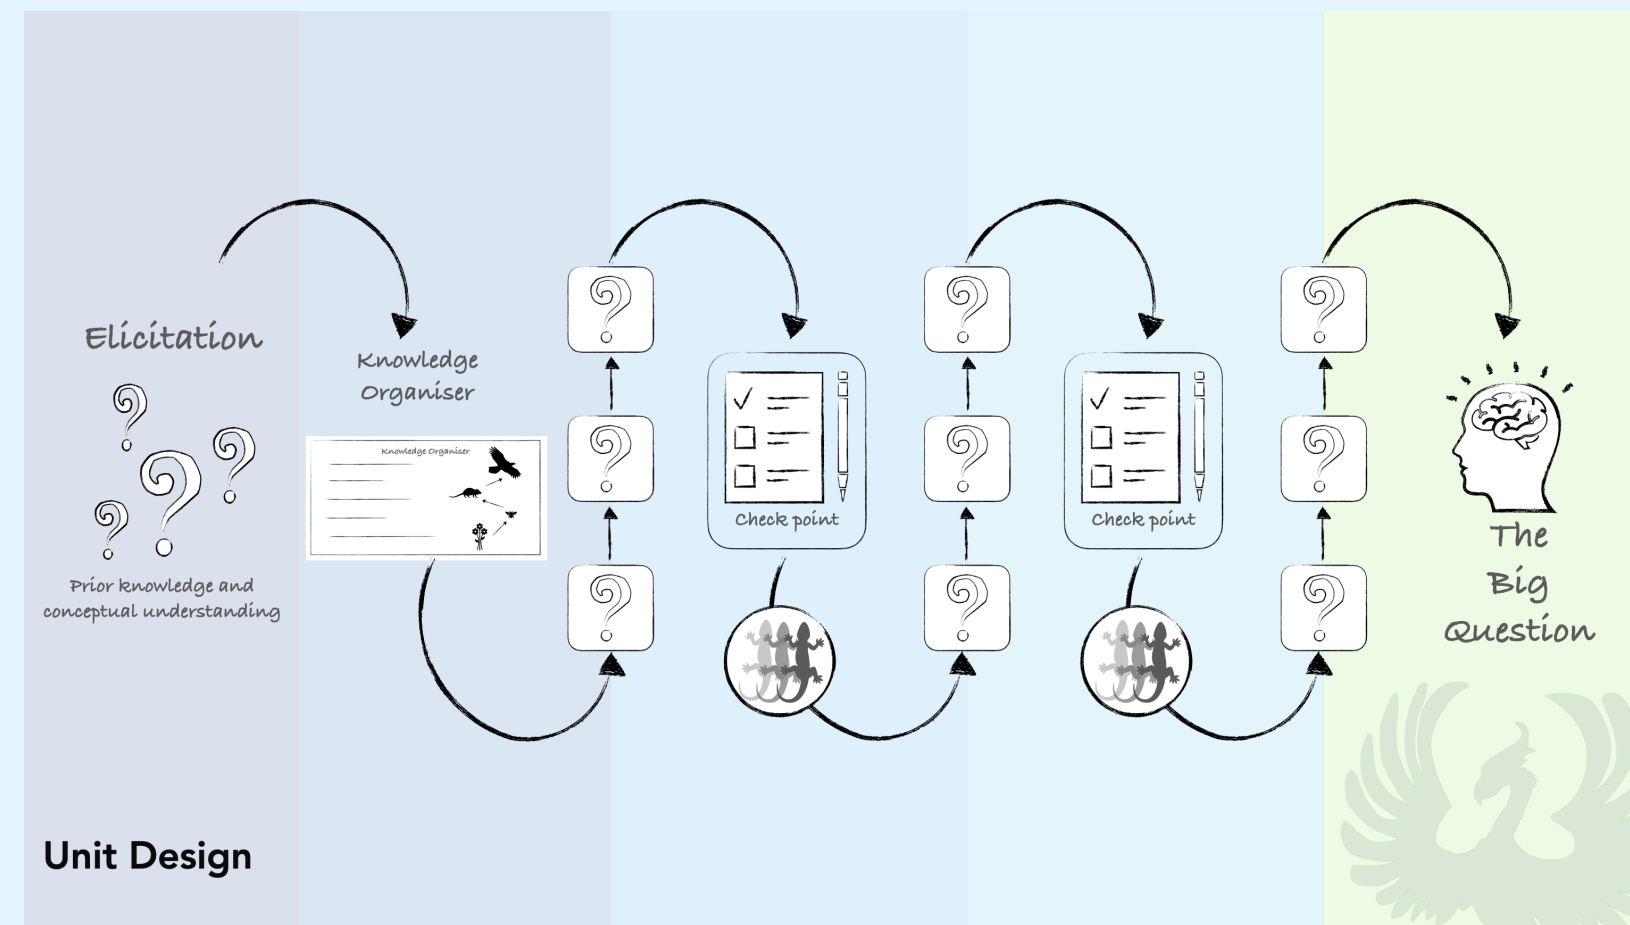 Elicitation
Prior knowledge and
conceptual understanding
Knowledge
Organiser
Knowledge Organiser
Check point
Check point
The
Big
Question
Unit Design